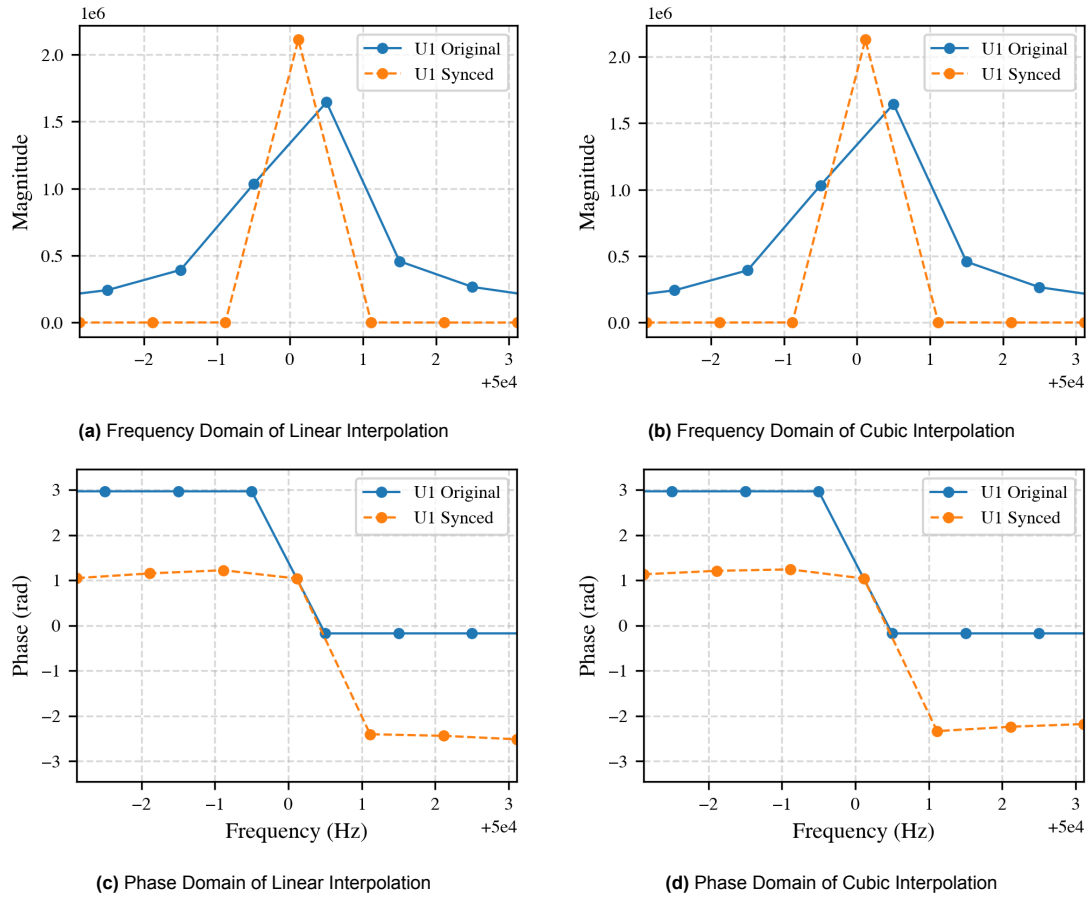 1e6
2.0
1.5
1.0
0.5
0.0
Magnitude
U1 Original
U1 Synced
−2 −1 0 1 2 3
+5e4
(a) Frequency Domain of Linear Interpolation
1e6
2.0
1.5
1.0
0.5
0.0
Magnitude
U1 Original
U1 Synced
−2 −1 0 1 2 3
+5e4
(b) Frequency Domain of Cubic Interpolation
3
2
1
0
−1
−2
−3
Phase (rad)
U1 Original
U1 Synced
−2 −1 0 1 2 3
Frequency (Hz)
+5e4
(c) Phase Domain of Linear Interpolation
3
2
1
0
−1
−2
−3
Phase (rad)
U1 Original
U1 Synced
−2 −1 0 1 2 3
Frequency (Hz)
+5e4
(d) Phase Domain of Cubic Interpolation